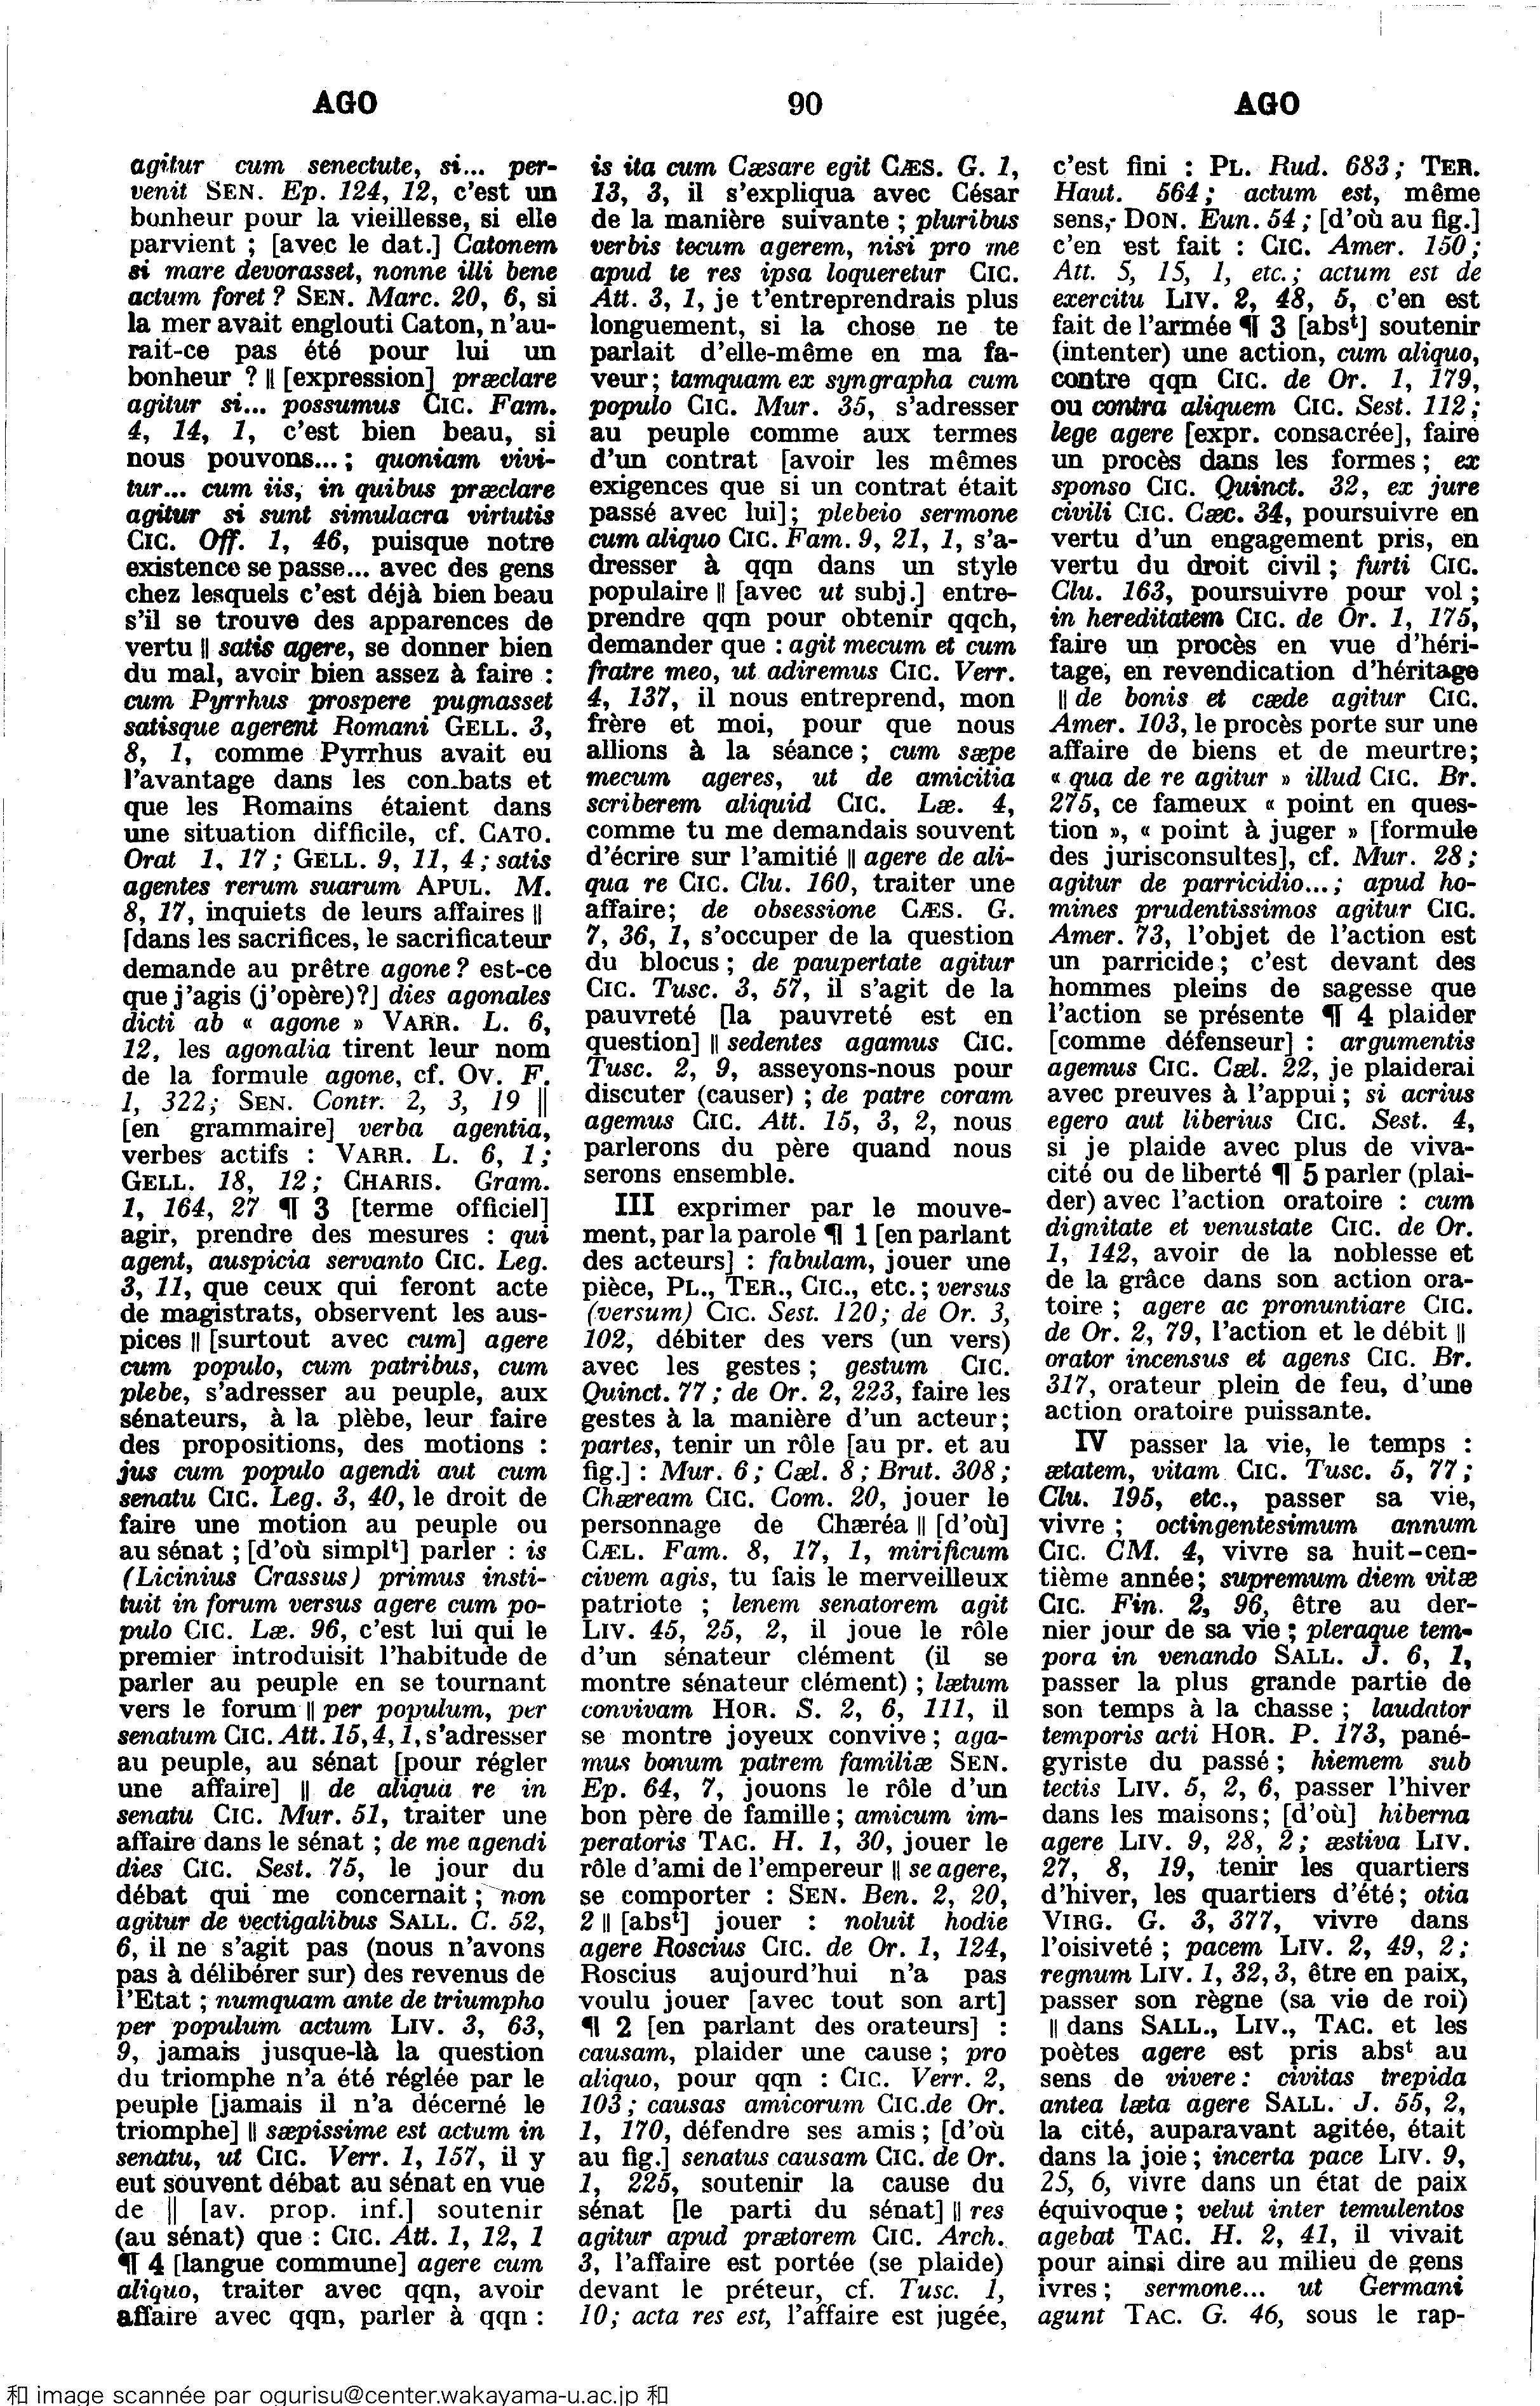 AGO
90
AGO
agitur cum senectute, si... per-
venit SEN. Ep. 124, 12, c'est un
bonheur pour la vieillesse, si elle
parvient ; [avec le dat.] Catonem
si mare devorasset, nonne illi bene
actum foret ? SEN. Marc. 20, 6, si
la mer avait englouti Caton, n'au-
rait-ce pas été pour lui un
bonheur ? || [expression] præclare
agitur si... possumus CIC. Fam.
4, 14, 1, c'est bien beau, si
nous pouvons... ; quoniam vivi-
tur... cum iis, in quibus præclare
agitur si sunt simulacra virtutis
CIC. Off. 1, 46, puisque notre
existence se passe... avec des gens
chez lesquels c'est déjà bien beau
s'il se trouve des apparences de
vertu || satis agere, se donner bien
du mal, avoir bien assez à faire :
cum Pyrrhus prospere pugnasset
satisque agerent Romani GELL. 3,
8, 1, comme Pyrrhus avait eu
l'avantage dans les combats et
que les Romains étaient dans
une situation difficile, cf. CATO.
Orat 1, 17 ; GELL. 9, 11, 4 ; satis
agentes rerum suarum APUL. M.
8, 17, inquiets de leurs affaires ||
[dans les sacrifices, le sacrificateur
demande au prêtre agone ? est-ce
que j'agis (j'opère)?] dies agonales
dicti ab « agone » VARR. L. 6,
12, les agonalia tirent leur nom
de la formule agone, cf. OV. F.
1, 322; SEN. Contr. 2, 3, 19 ||
[en grammaire] verba agentia,
verbes actifs : VARR. L. 6, 1;
GELL. 18, 12; CHARIS. Gram.
1, 164, 27 ¶ 3 [terme officiel]
agir, prendre des mesures : qui
agent, auspicia servanto CIC. Leg.
3, 11, que ceux qui feront acte
de magistrats, observent les aus-
pices || [surtout avec cum] agere
cum populo, cum patribus, cum
plebe, s'adresser au peuple, aux
sénateurs, à la plèbe, leur faire
des propositions, des motions :
jus cum populo agendi aut cum
senatu CIC. Leg. 3, 40, le droit de
faire une motion au peuple ou
au sénat ; [d'où simplᵗ] parler : is
(Licinius Crassus) primus insti-
tuit in forum versus agere cum po-
pulo CIC. Læ. 96, c'est lui qui le
premier introduisit l'habitude de
parler au peuple en se tournant
vers le forum || per populum, per
senatum CIC. Att. 15, 4, 1, s'adresser
au peuple, au sénat [pour régler
une affaire] || de aliqua re in
senatu CIC. Mur. 51, traiter une
affaire dans le sénat ; de me agendi
dies CIC. Sest. 75, le jour du
débat qui me concernait ; non
agitur de vectigalibus SALL. C. 52,
6, il ne s'agit pas (nous n'avons
pas à délibérer sur) des revenus de
l'Etat ; numquam ante de triumpho
per populum actum LIV. 3, 63,
9, jamais jusque-là la question
du triomphe n'a été réglée par le
peuple [jamais il n'a décerné le
triomphe] || sæpissime est actum in
senatu, ut CIC. Verr. 1, 157, il y
eut souvent débat au sénat en vue
de || [av. prop. inf.] soutenir
(au sénat) que : CIC. Att. 1, 12, 1
¶ 4 [langue commune] agere cum
aliquo, traiter avec qqn, avoir
affaire avec qqn, parler à qqn :
is ita cum Cæsare egit CÆS. G. 1,
13, 3, il s'expliqua avec César
de la manière suivante ; pluribus
verbis tecum agerem, nisi pro me
apud te res ipsa loqueretur CIC.
Att. 3, 1, je t'entreprendrais plus
longuement, si la chose ne te
parlait d'elle-même en ma fa-
veur ; tamquam ex syngrapha cum
populo CIC. Mur. 35, s'adresser
au peuple comme aux termes
d'un contrat [avoir les mêmes
exigences que si un contrat était
passé avec lui] ; plebeio sermone
cum aliquo CIC. Fam. 9, 21, 1, s'a-
dresser à qqn dans un style
populaire || [avec ut subj.] entre-
prendre qqn pour obtenir qqch,
demander que : agit mecum et cum
fratre meo, ut adiremus CIC. Verr.
4, 137, il nous entreprend, mon
frère et moi, pour que nous
allions à la séance ; cum sæpe
mecum ageres, ut de amicitia
scriberem aliquid CIC. Læ. 4,
comme tu me demandais souvent
d'écrire sur l'amitié || agere de ali-
qua re CIC. Clu. 160, traiter une
affaire; de obsessione CÆS. G.
7, 36, 1, s'occuper de la question
du blocus ; de paupertate agitur
CIC. Tusc. 3, 57, il s'agit de la
pauvreté [la pauvreté est en
question] || sedentes agamus CIC.
Tusc. 2, 9, asseyons-nous pour
discuter (causer) ; de patre coram
agemus CIC. Att. 15, 3, 2, nous
parlerons du père quand nous
serons ensemble.
III exprimer par le mouve-
ment, par la parole ¶ 1 [en parlant
des acteurs] : fabulam, jouer une
pièce, PL., TER., CIC., etc. ; versus
(versum) CIC. Sest. 120 ; de Or. 3,
102, débiter des vers (un vers)
avec les gestes ; gestum CIC.
Quinct. 77 ; de Or. 2, 223, faire les
gestes à la manière d'un acteur ;
partes, tenir un rôle [au pr. et au
fig.] : Mur. 6 ; Cæl. 8 ; Brut. 308 ;
Chæream CIC. Com. 20, jouer le
personnage de Chæréa || [d'où]
CÆL. Fam. 8, 17, 1, mirificum
civem agis, tu fais le merveilleux
patriote ; lenem senatorem agit
LIV. 45, 25, 2, il joue le rôle
d'un sénateur clément (il se
montre sénateur clément) ; lætum
convivam HOR. S. 2, 6, 111, il
se montre joyeux convive ; aga-
mus bonum patrem familiæ SEN.
Ep. 64, 7, jouons le rôle d'un
bon père de famille ; amicum im-
peratoris TAC. H. 1, 30, jouer le
rôle d'ami de l'empereur || se agere,
se comporter : SEN. Ben. 2, 20,
2 || [absᵗ] jouer : noluit hodie
agere Roscius CIC. de Or. 1, 124,
Roscius aujourd'hui n'a pas
voulu jouer [avec tout son art]
¶ 2 [en parlant des orateurs] :
causam, plaider une cause ; pro
aliquo, pour qqn : CIC. Verr. 2,
103 ; causas amicorum CIC. de Or.
1, 170, défendre ses amis ; [d'où
au fig.] senatus causam CIC. de Or.
1, 225, soutenir la cause du
sénat [le parti du sénat] || res
agitur apud prætorem CIC. Arch.
3, l'affaire est portée (se plaide)
devant le préteur, cf. Tusc. 1,
10; acta res est, l'affaire est jugée,
c'est fini : PL. Rud. 683 ; TER.
Haut. 564 ; actum est, même
sens, DON. Eun. 54 ; [d'où au fig.]
c'en est fait : CIC. Amer. 150 ;
Att. 5, 15, 1, etc. ; actum est de
exercitu LIV. 2, 48, 5, c'en est
fait de l'armée ¶ 3 [absᵗ] soutenir
(intenter) une action, cum aliquo,
contre qqn CIC. de Or. 1, 179,
ou contra aliquem CIC. Sest. 112 ;
lege agere [expr. consacrée], faire
un procès dans les formes ; ex
sponso CIC. Quinct. 32, ex jure
civili CIC. Cæc. 34, poursuivre en
vertu d'un engagement pris, en
vertu du droit civil ; furti CIC.
Clu. 163, poursuivre pour vol ;
in hereditatem CIC. de Or. 1, 175,
faire un procès en vue d'héri-
tage, en revendication d'héritage
|| de bonis et cæde agitur CIC.
Amer. 103, le procès porte sur une
affaire de biens et de meurtre;
« qua de re agitur » illud CIC. Br.
275, ce fameux « point en ques-
tion », « point à juger » [formule
des jurisconsultes], cf. Mur. 28 ;
agitur de parricidio... ; apud ho-
mines prudentissimos agitur CIC.
Amer. 73, l'objet de l'action est
un parricide ; c'est devant des
hommes pleins de sagesse que
l'action se présente ¶ 4 plaider
[comme défenseur] : argumentis
agemus CIC. Cæl. 22, je plaiderai
avec preuves à l'appui ; si acrius
egero aut liberius CIC. Sest. 4,
si je plaide avec plus de viva-
cité ou de liberté ¶ 5 parler (plai-
der) avec l'action oratoire : cum
dignitate et venustate CIC. de Or.
1, 142, avoir de la noblesse et
de la grâce dans son action ora-
toire ; agere ac pronuntiare CIC.
de Or. 2, 79, l'action et le débit ||
orator incensus et agens CIC. Br.
317, orateur plein de feu, d'une
action oratoire puissante.
IV passer la vie, le temps :
ætatem, vitam CIC. Tusc. 5, 77 ;
Clu. 195, etc., passer sa vie,
vivre ; octingentesimum annum
CIC. CM. 4, vivre sa huit-cen-
tième année; supremum diem vitæ
CIC. Fin. 2, 96, être au der-
nier jour de sa vie ; pleraque tem-
pora in venando SALL. J. 6, 1,
passer la plus grande partie de
son temps à la chasse ; laudator
temporis acti HOR. P. 173, pané-
gyriste du passé ; hiemem sub
tectis LIV. 5, 2, 6, passer l'hiver
dans les maisons; [d'où] hiberna
agere LIV. 9, 28, 2 ; æstiva LIV.
27, 8, 19, tenir les quartiers
d'hiver, les quartiers d'été ; otia
VIRG. G. 3, 377, vivre dans
l'oisiveté ; pacem LIV. 2, 49, 2 ;
regnum LIV. 1, 32, 3, être en paix,
passer son règne (sa vie de roi)
|| dans SALL., LIV., TAC. et les
poètes agere est pris absᵗ au
sens de vivere : civitas trepida
antea læta agere SALL. J. 55, 2,
la cité, auparavant agitée, était
dans la joie ; incerta pace LIV. 9,
25, 6, vivre dans un état de paix
équivoque ; velut inter temulentos
agebat TAC. H. 2, 41, il vivait
pour ainsi dire au milieu de gens
ivres ; sermone... ut Germani
agunt TAC. G. 46, sous le rap-
和 image scannée par ogurisu@center.wakayama-u.ac.jp 和